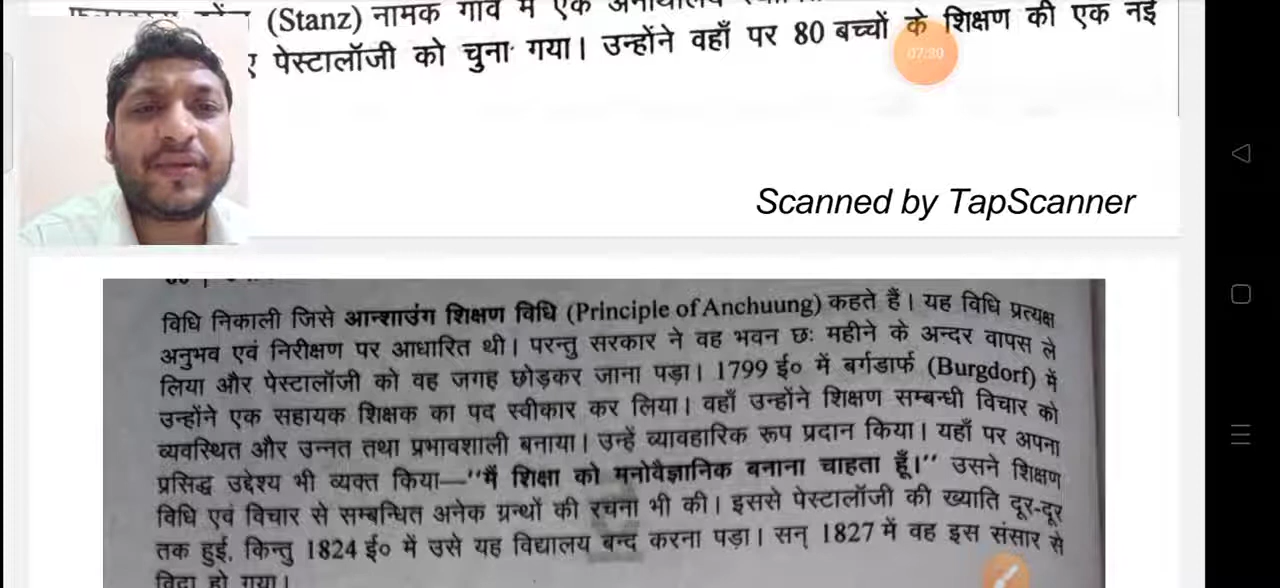 (Stanz) नामक गाँव में एक
पेस्टालॉजी को चुना गया। उन्होंने वहाँ पर 80 बच्चों के शिक्षण की एक नई
07:20
Scanned by TapScanner
विधि निकाली जिसे आन्शाउंग शिक्षण विधि (Principle of Anchuung) कहते हैं। यह विधि प्रत्यक्ष
अनुभव एवं निरीक्षण पर आधारित थी। परन्तु सरकार ने वह भवन छः महीने के अन्दर वापस ले
लिया और पेस्टालॉजी को वह जगह छोड़कर जाना पड़ा। 1799 ई० में बर्गडार्फ (Burgdorf) में
उन्होंने एक सहायक शिक्षक का पद स्वीकार कर लिया। वहाँ उन्होंने शिक्षण सम्बन्धी विचार को
व्यवस्थित और उन्नत तथा प्रभावशाली बनाया। उन्हें व्यावहारिक रूप प्रदान किया। यहाँ पर अपना
प्रसिद्ध उद्देश्य भी व्यक्त किया—"मैं शिक्षा को मनोवैज्ञानिक बनाना चाहता हूँ।" उसने शिक्षण
विधि एवं विचार से सम्बन्धित अनेक ग्रन्थों की रचना भी की। इससे पेस्टालॉजी की ख्याति दूर-दूर
तक हुई, किन्तु 1824 ई० में उसे यह विद्यालय बन्द करना पड़ा। सन् 1827 में वह इस संसार से
विदा हो गया।